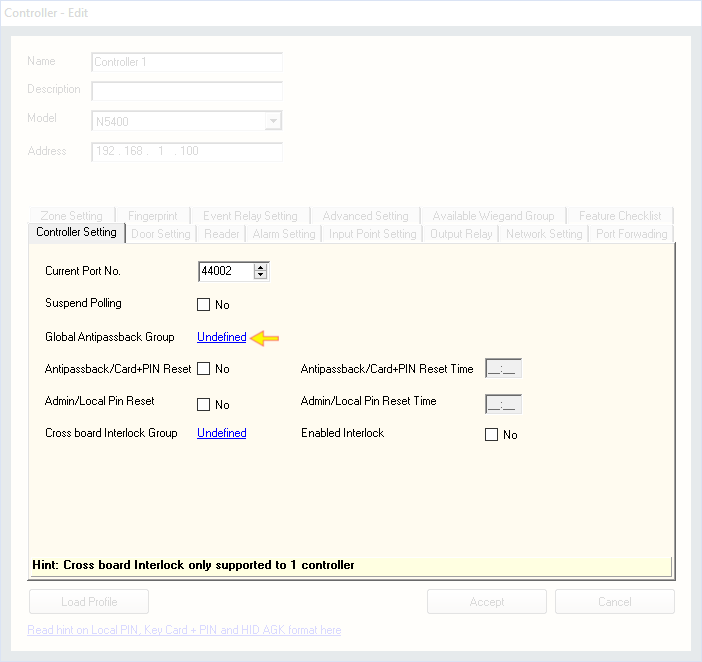 Controller - Edit
Name Controller 1
Description
Model N5400
Address 192 . 168 . 1 . 100
Zone Setting Fingerprint Event Relay Setting Advanced Setting Available Wiegand Group Feature Checklist
Controller Setting Door Setting Reader Alarm Setting Input Point Setting Output Relay Network Setting Port Forwading
Current Port No. 44002
Suspend Polling No
Global Antipassback Group Undefined
Antipassback/Card+PIN Reset No Antipassback/Card+PIN Reset Time __:__
Admin/Local Pin Reset No Admin/Local Pin Reset Time __:__
Cross board Interlock Group Undefined Enabled Interlock No
Hint: Cross board Interlock only supported to 1 controller
Load Profile Accept Cancel
Read hint on Local PIN, Key Card + PIN and HID AGK format here